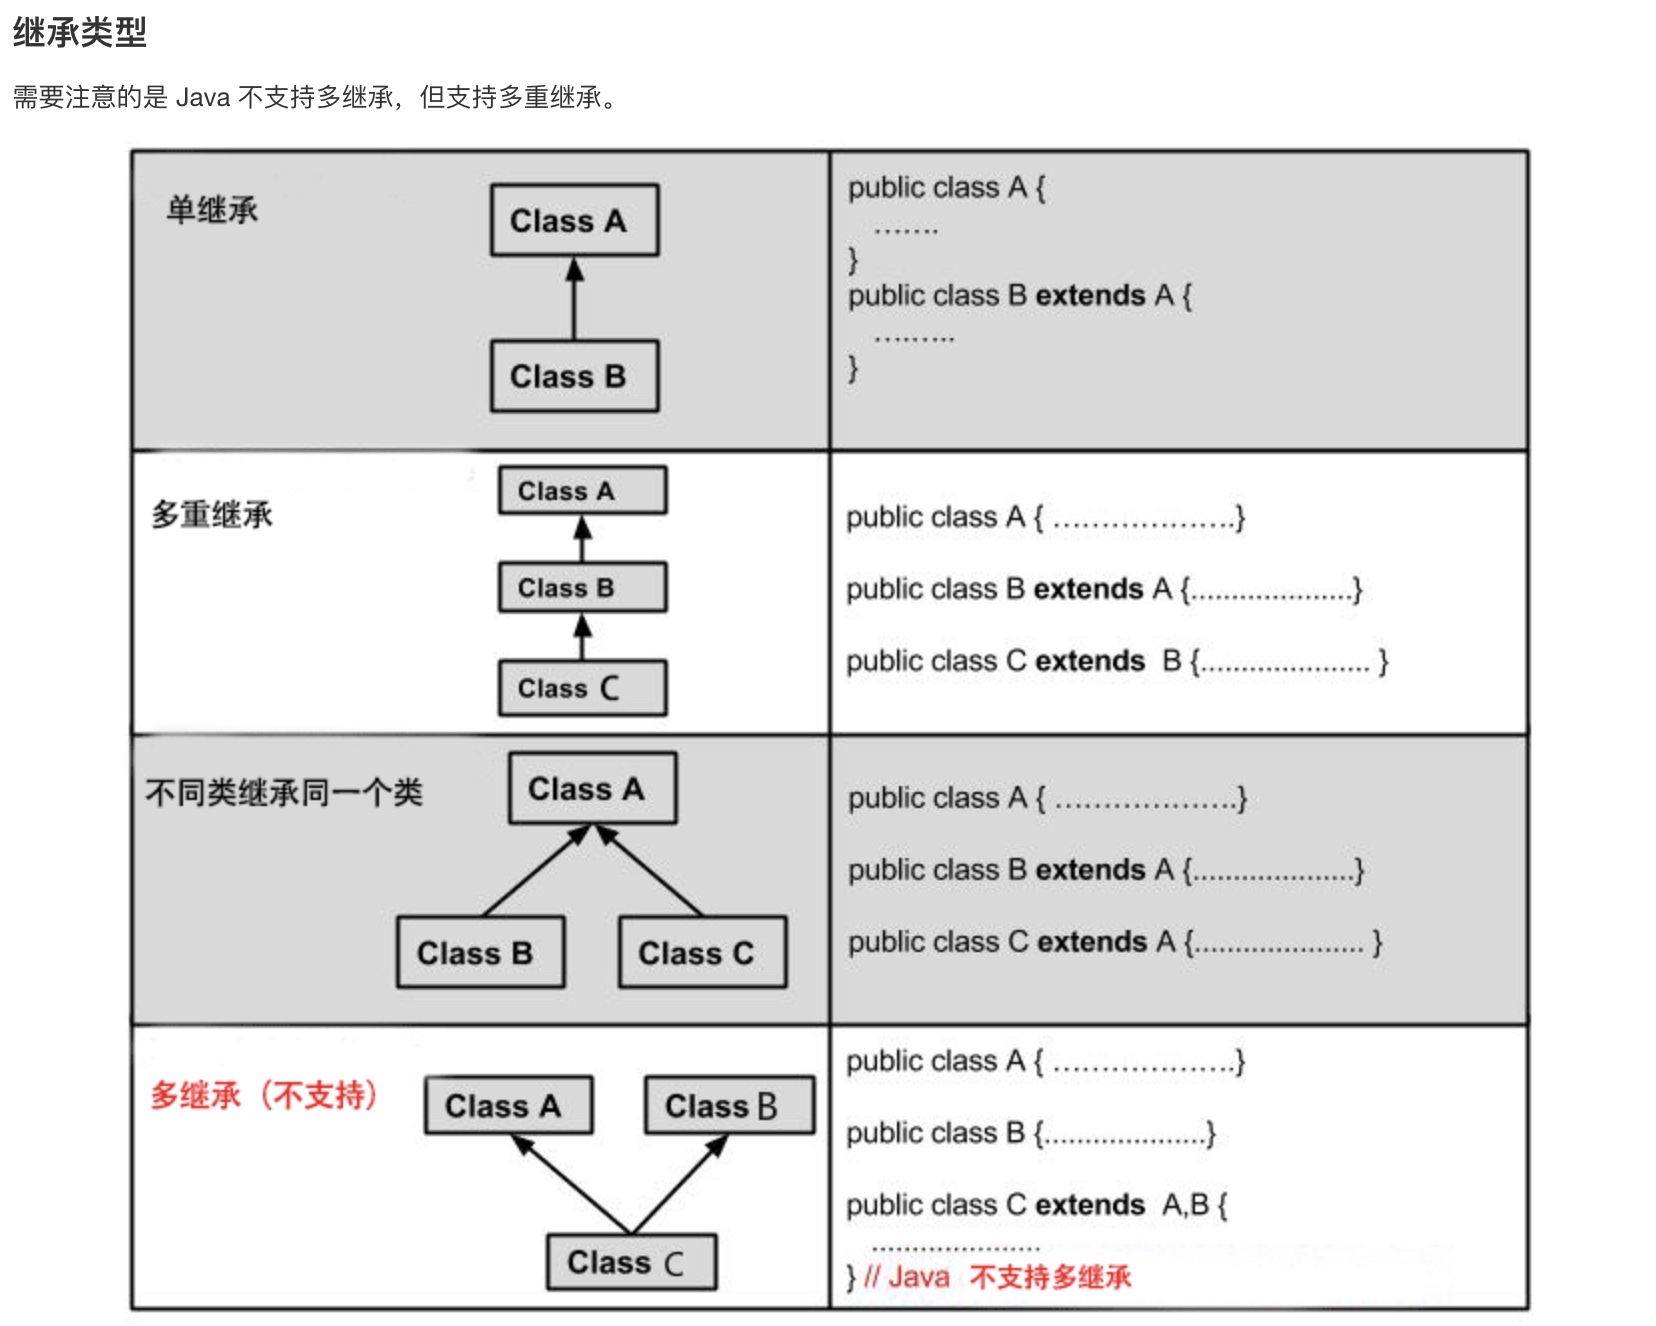 继承类型
需要注意的是 Java 不支持多继承，但支持多重继承。
单继承
Class A
Class B
public class A {
.......
}
public class B extends A {
.........
}
多重继承
Class A
Class B
Class C
public class A { ...................}
public class B extends A {....................}
public class C extends B {..................... }
不同类继承同一个类
Class A
Class B
Class C
public class A { ...................}
public class B extends A {....................}
public class C extends A {..................... }
多继承（不支持）
Class A
Class B
Class C
public class A { ...................}
public class B {....................}
public class C extends A,B {
.....................
} // Java 不支持多继承